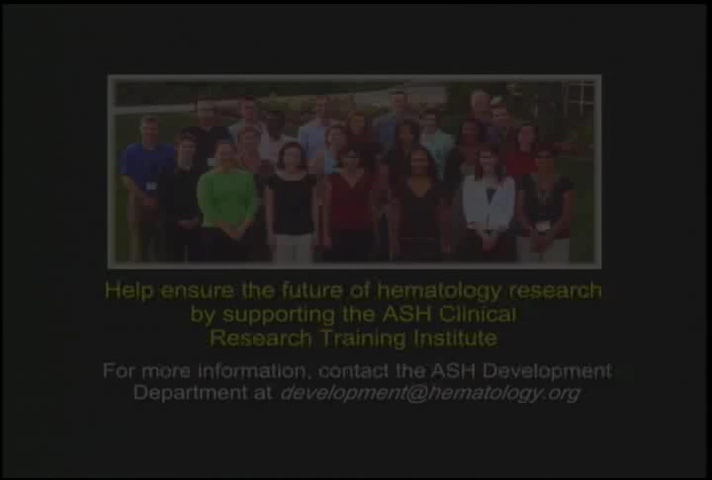 Help ensure the future of hematology research
by supporting the ASH Clinical
Research Training Institute
For more information, contact the ASH Development
Department at development@hematology.org